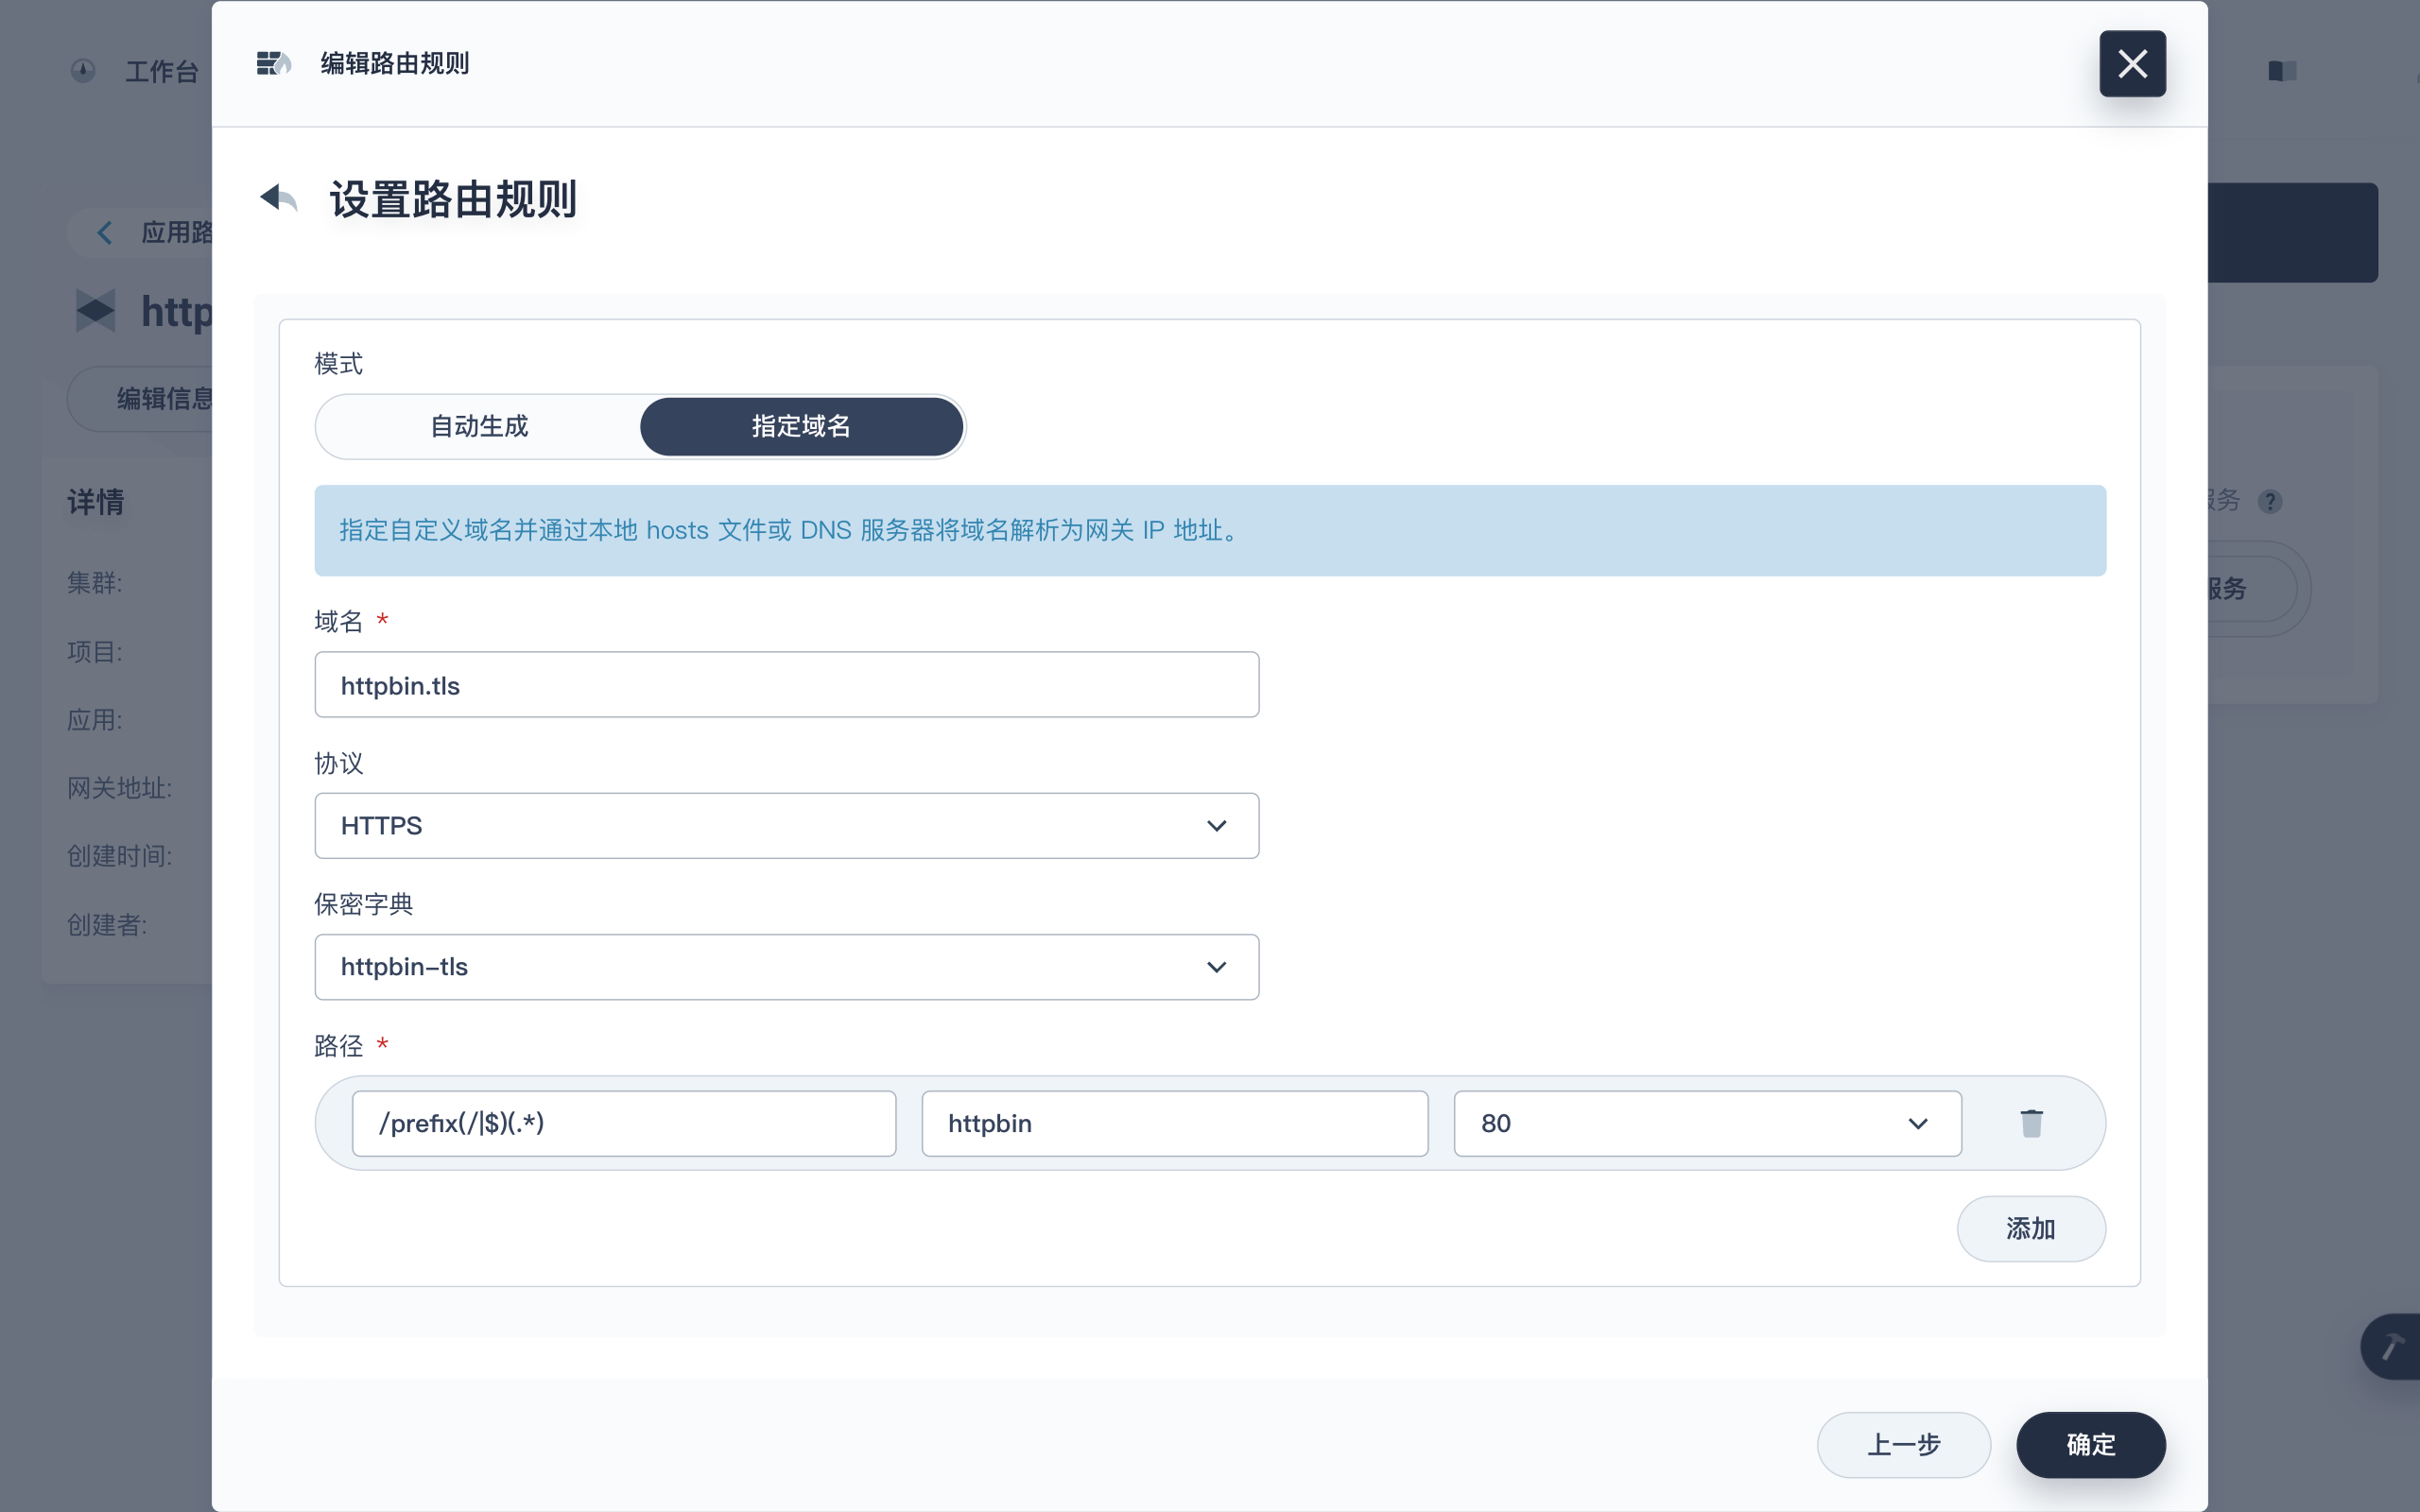 工作台
编辑路由规则
设置路由规则
应用路
http
编辑信息
详情
集群:
项目:
应用:
网关地址:
创建时间:
创建者:
模式
自动生成
指定域名
指定自定义域名并通过本地 hosts 文件或 DNS 服务器将域名解析为网关 IP 地址。
域名 *
httpbin.tls
协议
HTTPS
保密字典
httpbin-tls
路径 *
/prefix(/|$)(.*)
httpbin
80
添加
上一步
确定
服务
服务